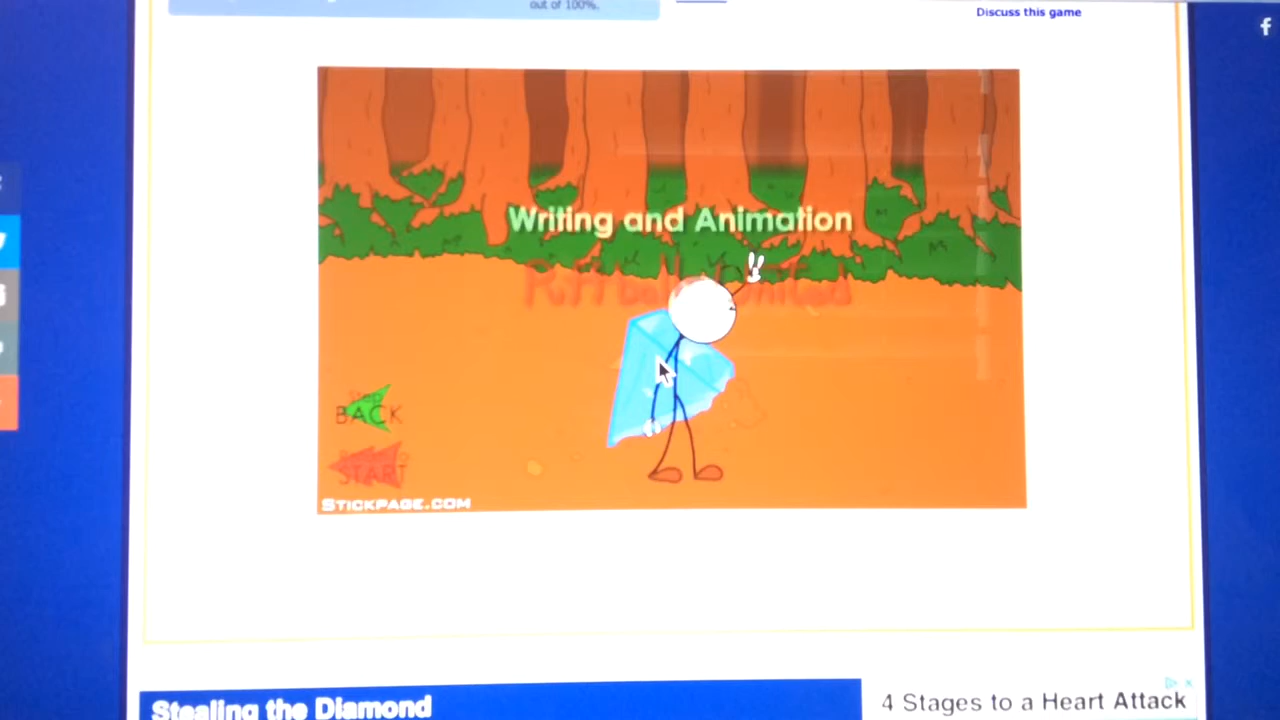 out of 100%.
Discuss this game
f
Writing and Animation
BACK
START
STICKPAGE.COM
Stealing the Diamond
4 Stages to a Heart Attack